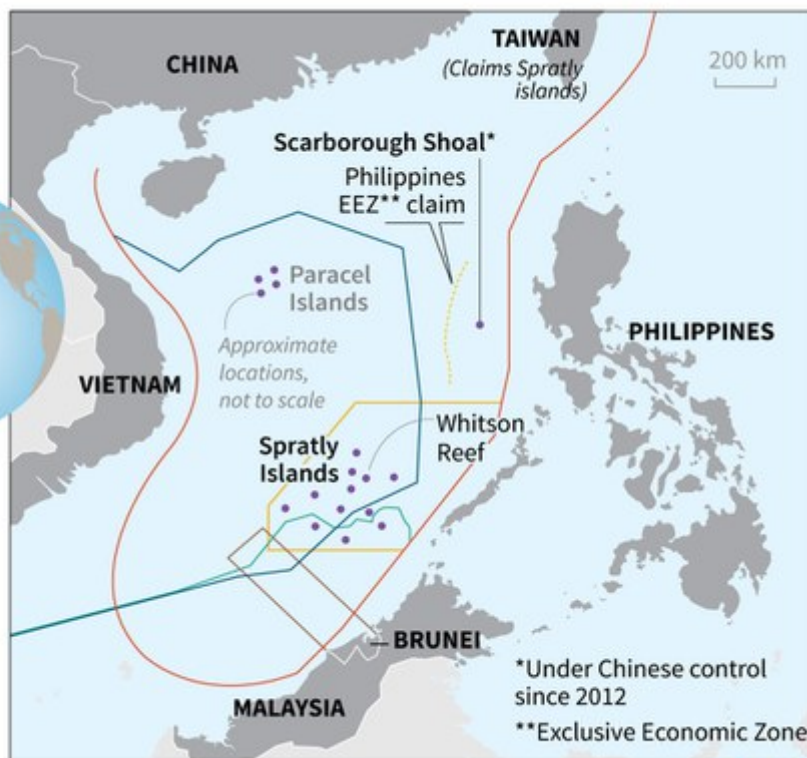 TAIWAN
(Claims Spratly
islands)
CHINA
200 km
Scarborough Shoal*
Philippines
EEZ** claim
Paracel
Islands
Approximate
locations,
not to scale
VIETNAM
PHILIPPINES
Whitson
Reef
Spratly
Islands
BRUNEI
MALAYSIA
*Under Chinese control
since 2012
**Exclusive Economic Zone